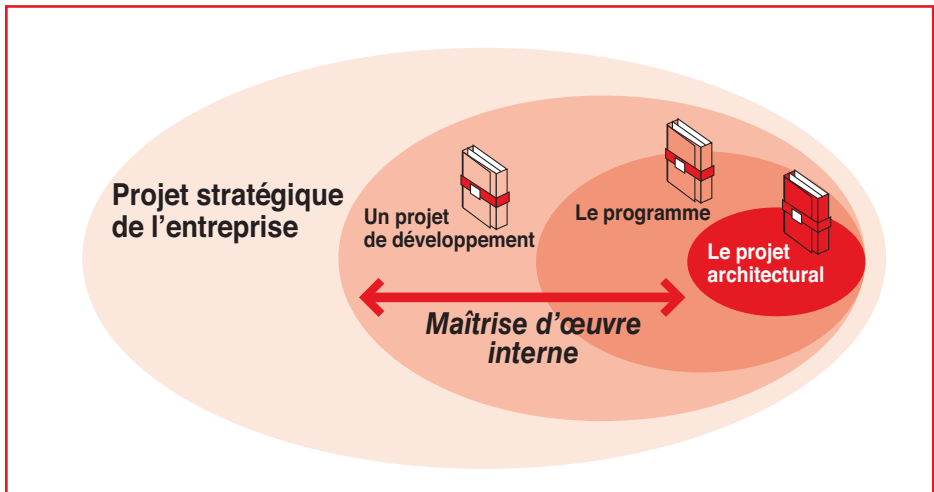 Projet stratégique
de l’entreprise
Un projet
de développement
Le programme
Le projet
architectural
Maîtrise d’œuvre
interne